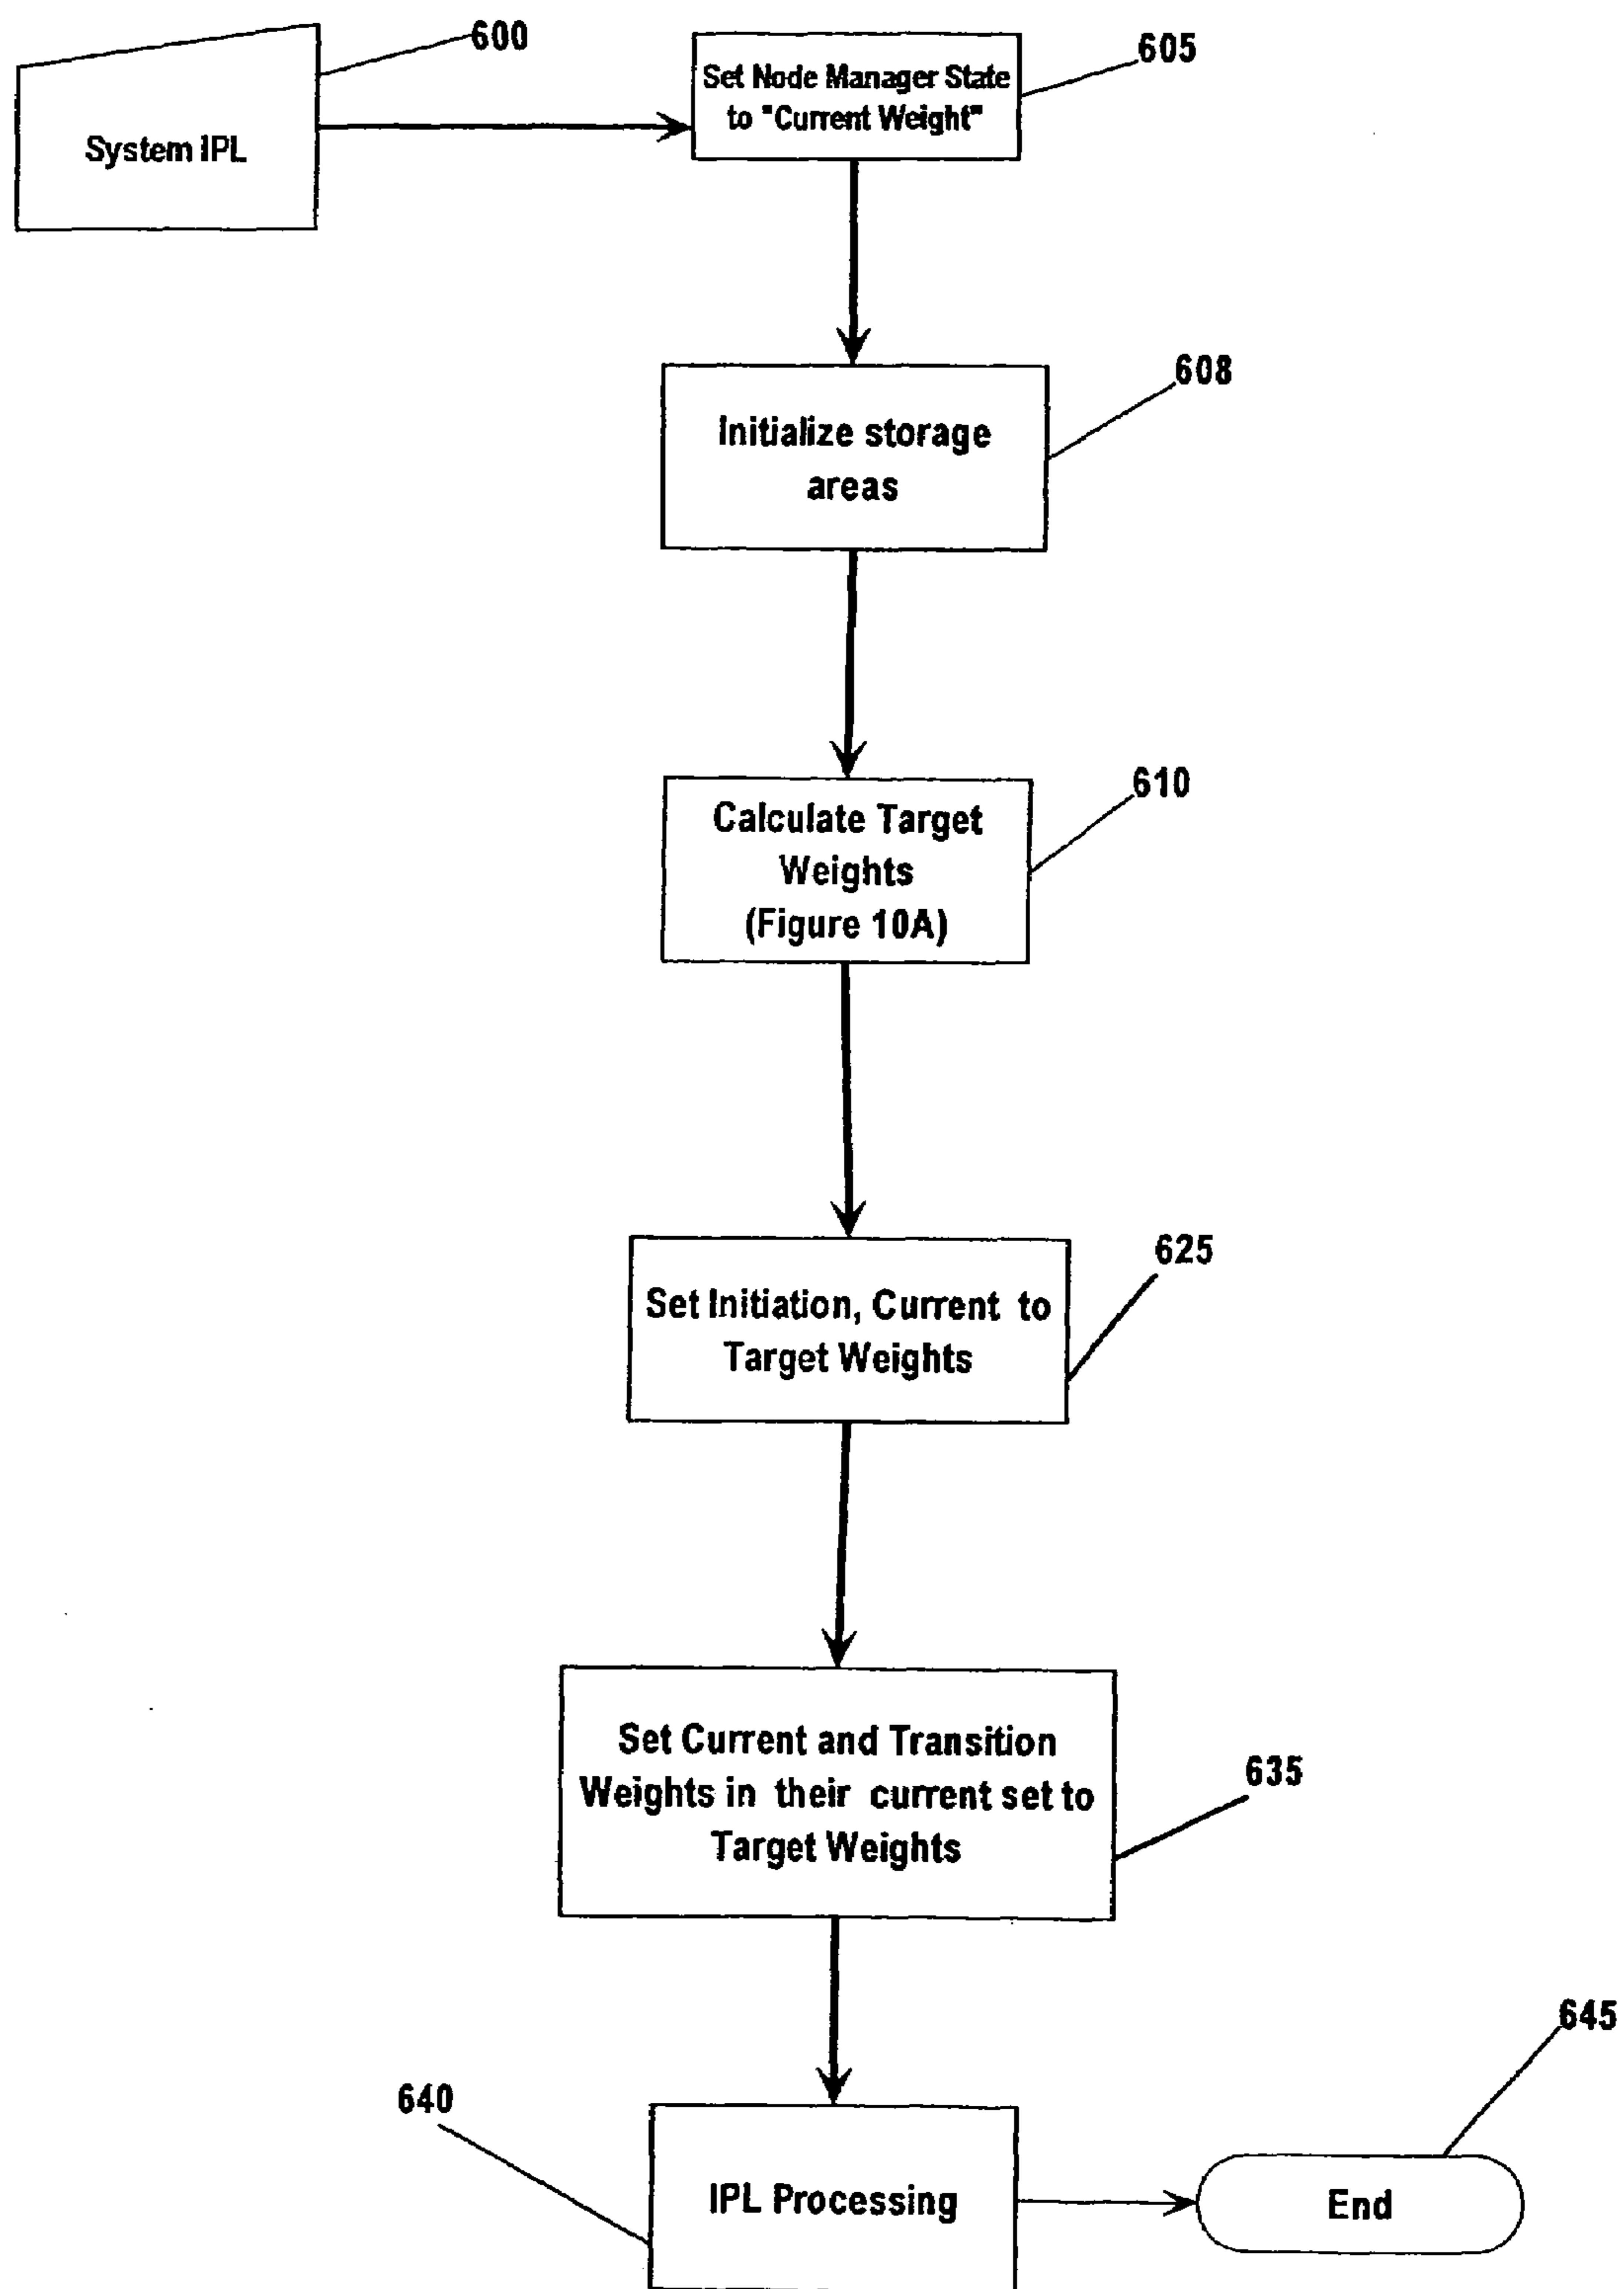 600
System IPL
605
Set Node Manager State
to "Current Weight"
608
Initialize storage
areas
610
Calculate Target
Weights
(Figure 10A)
625
Set Initiation, Current to
Target Weights
635
Set Current and Transition
Weights in their current set to
Target Weights
640
IPL Processing
645
End